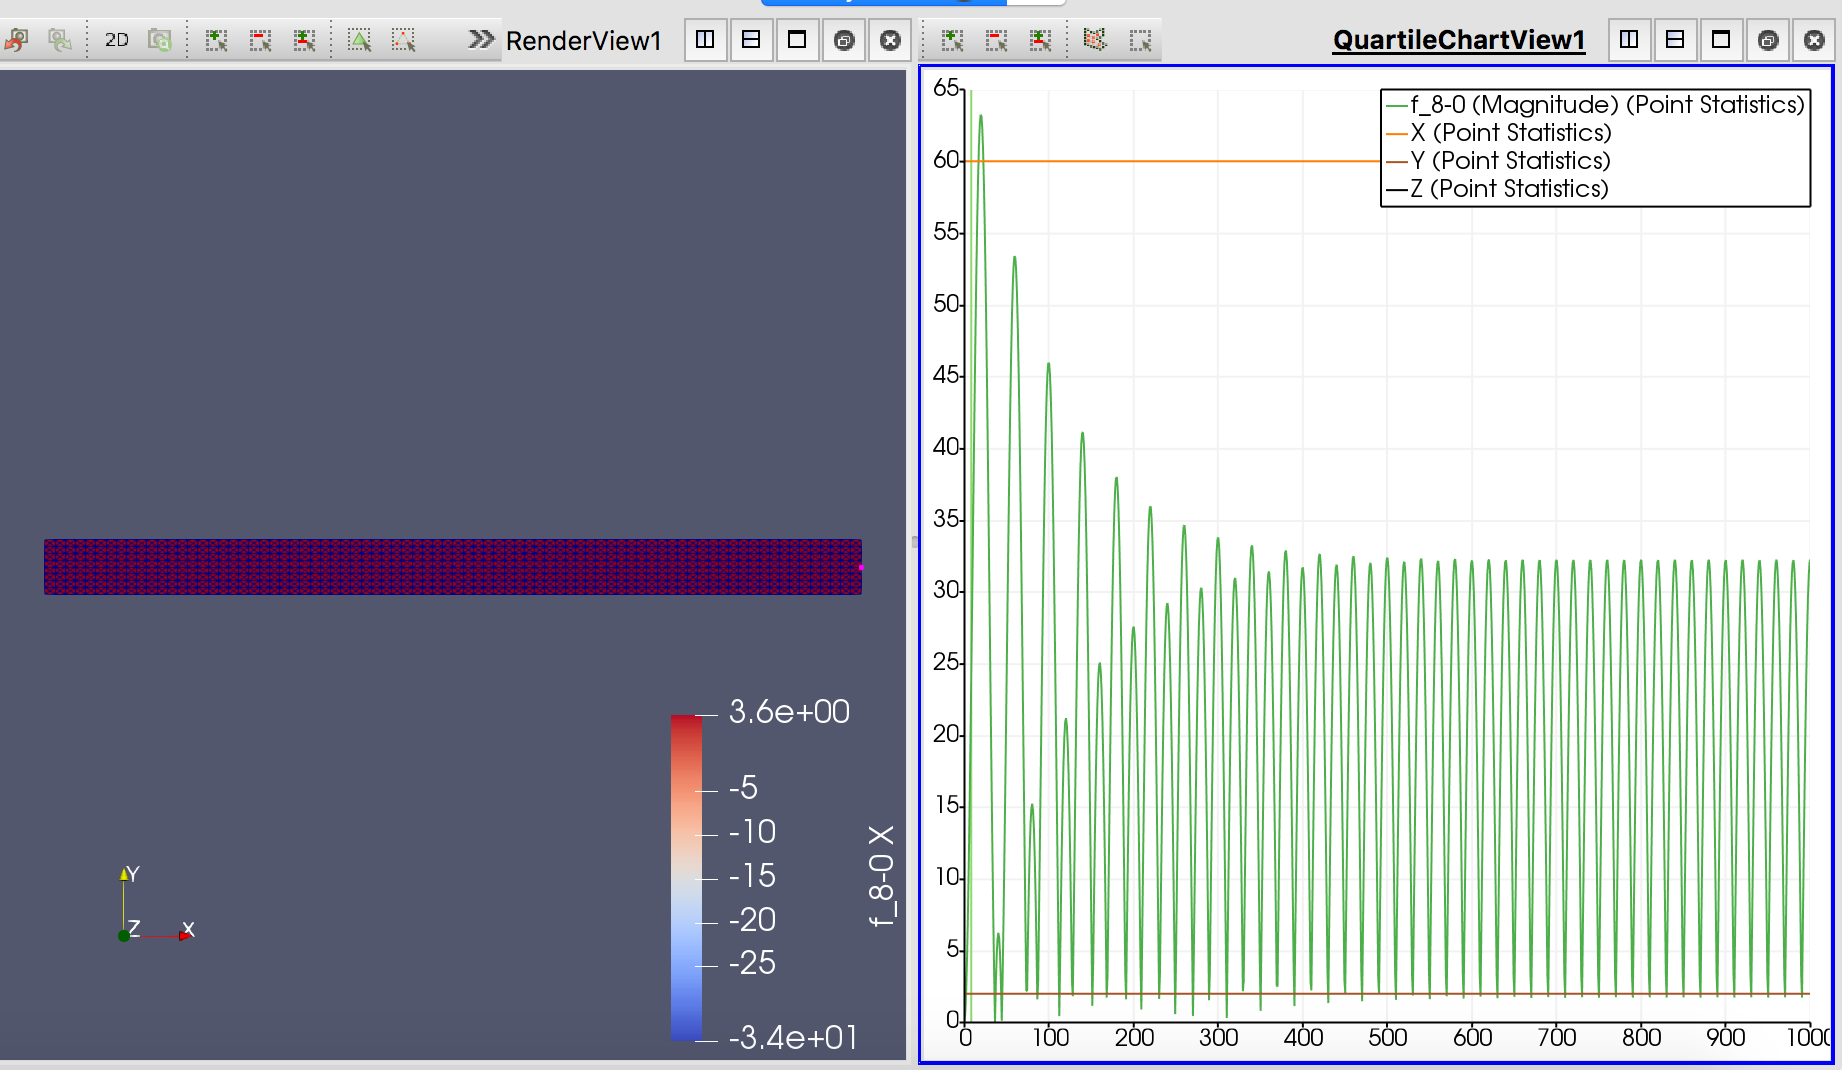 2D
RenderView1
QuartileChartView1
3.6e+00
-5
-10
-15
-20
-25
-3.4e+01
f_8-0 X
Y
Z
X
65
60
55
50
45
40
35
30
25
20
15
10
5
0
0 100 200 300 400 500 600 700 800 900 1000
f_8-0 (Magnitude) (Point Statistics)
X (Point Statistics)
Y (Point Statistics)
Z (Point Statistics)